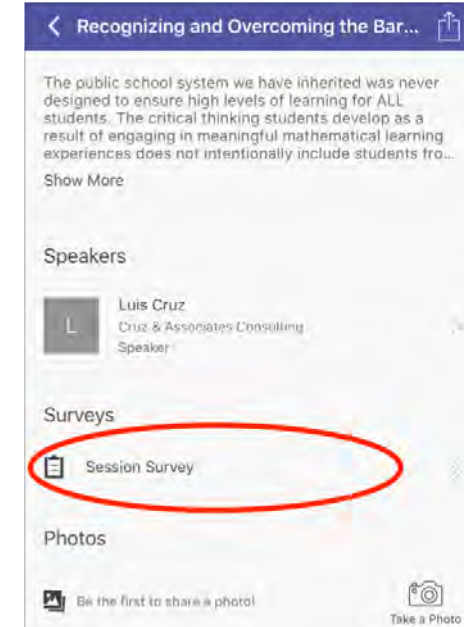 Recognizing and Overcoming the Bar...
The public school system we have inherited was never
designed to ensure high levels of learning for ALL
students. The critical thinking students develop as a
result of engaging in meaningful mathematical learning
experiences does not intentionally include students fro...
Show More
Speakers
L
Luis Cruz
Cruz & Associates Consulting
Speaker
Surveys
Session Survey
Photos
Be the first to share a photo!
Take a Photo